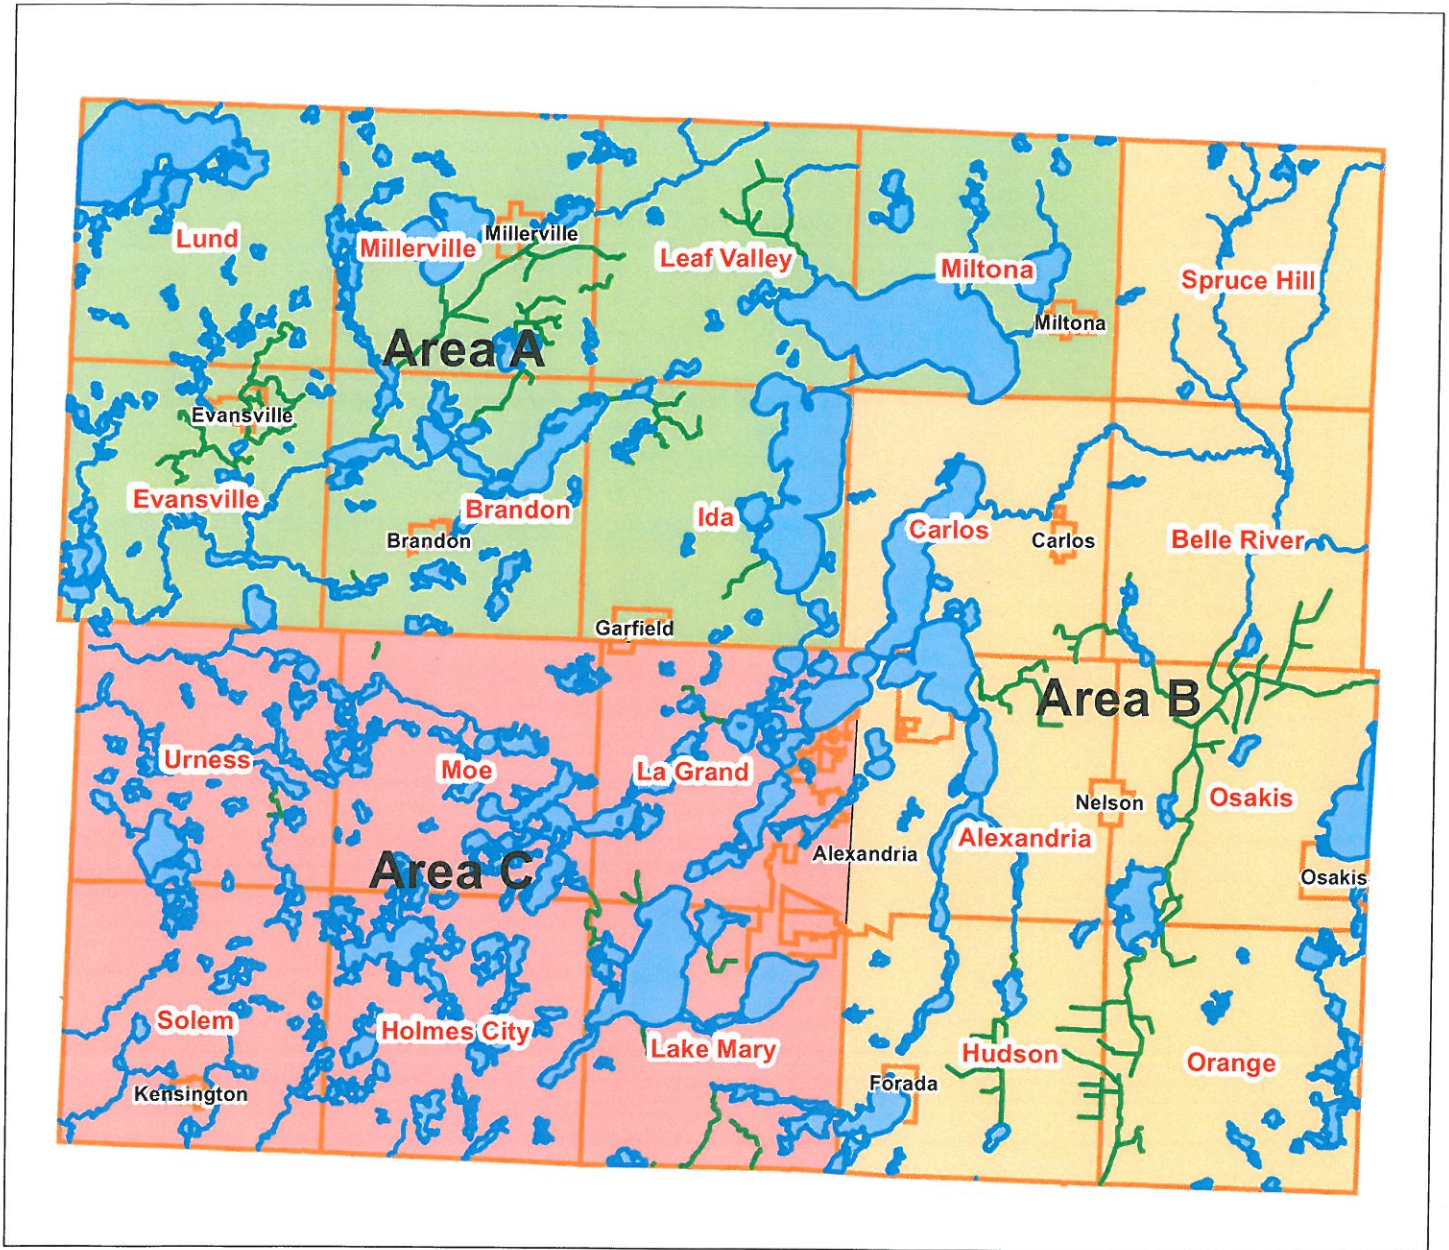 Lund
Millerville
Millerville
Leaf Valley
Miltona
Miltona
Spruce Hill
Area A
Evansville
Evansville
Brandon
Brandon
Ida
Carlos
Carlos
Belle River
Garfield
Area B
Urness
Moe
La Grand
Nelson
Osakis
Alexandria
Alexandria
Area C
Osakis
Solem
Holmes City
Lake Mary
Hudson
Orange
Kensington
Forada